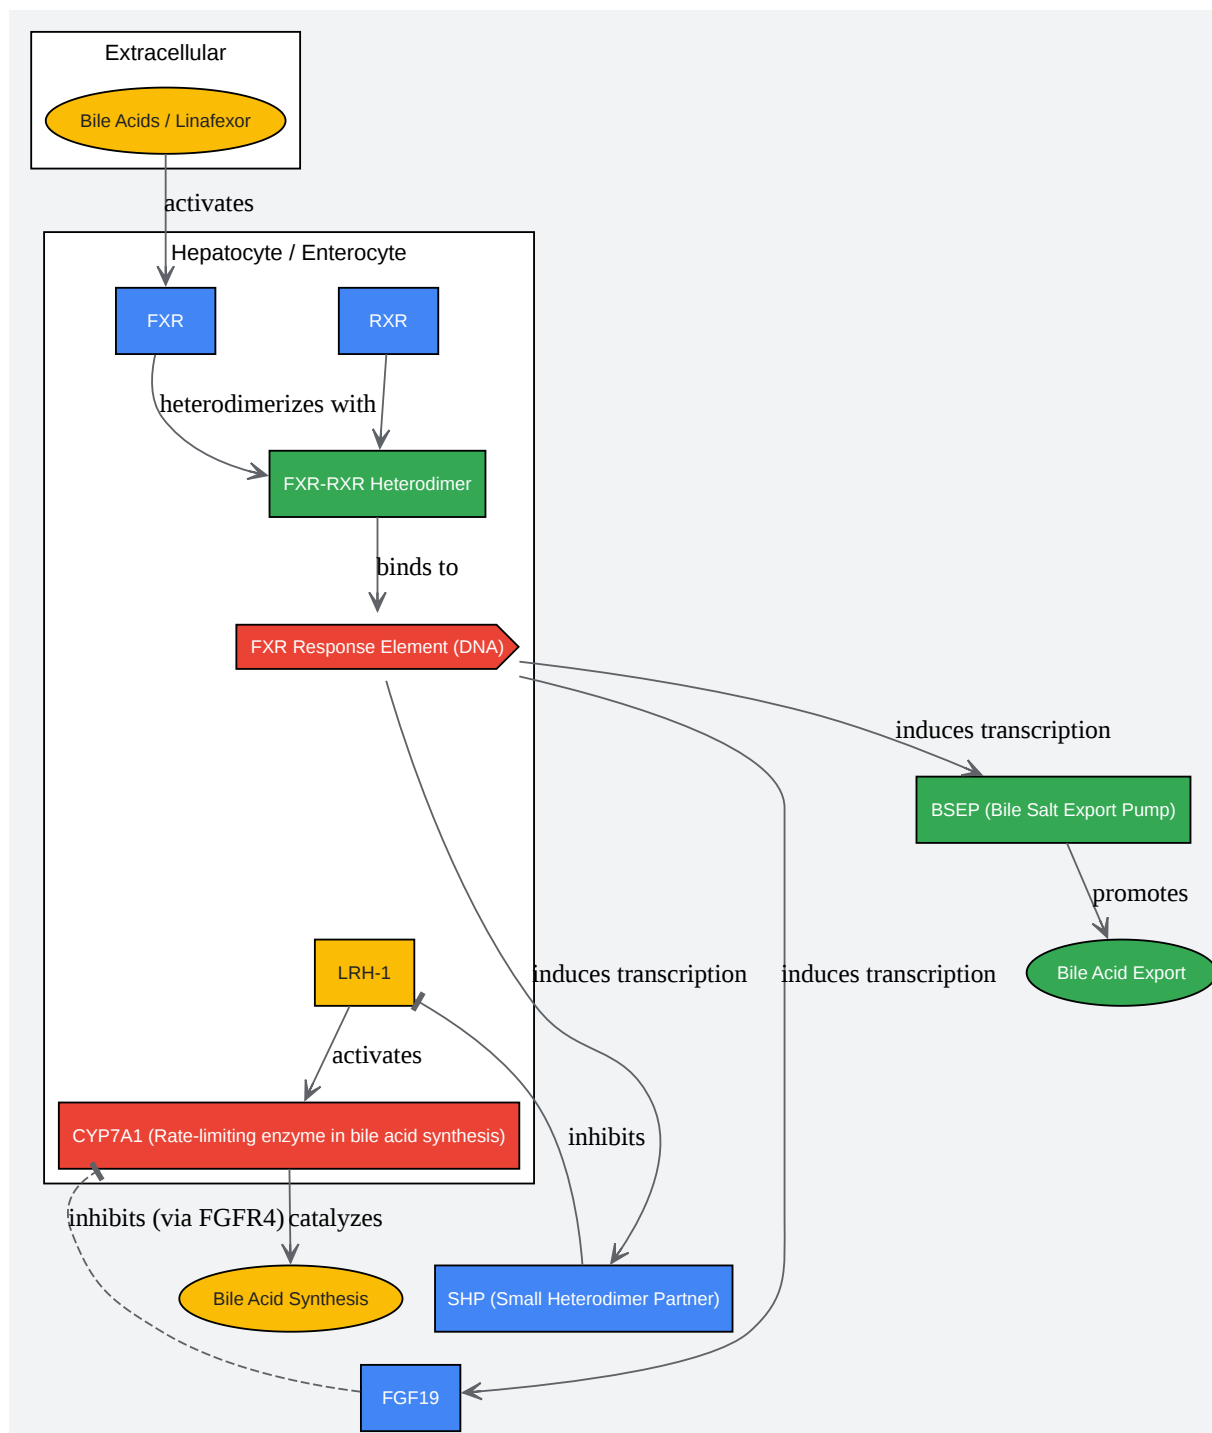 Extracellular
Bile Acids / Linafexor
activates
Hepatocyte / Enterocyte
FXR
RXR
heterodimerizes with
FXR-RXR Heterodimer
binds to
FXR Response Element (DNA)
induces transcription
BSEP (Bile Salt Export Pump)
promotes
LRH-1
induces transcription
induces transcription
Bile Acid Export
activates
CYP7A1 (Rate-limiting enzyme in bile acid synthesis)
inhibits
inhibits (via FGFR4)
catalyzes
Bile Acid Synthesis
SHP (Small Heterodimer Partner)
FGF19